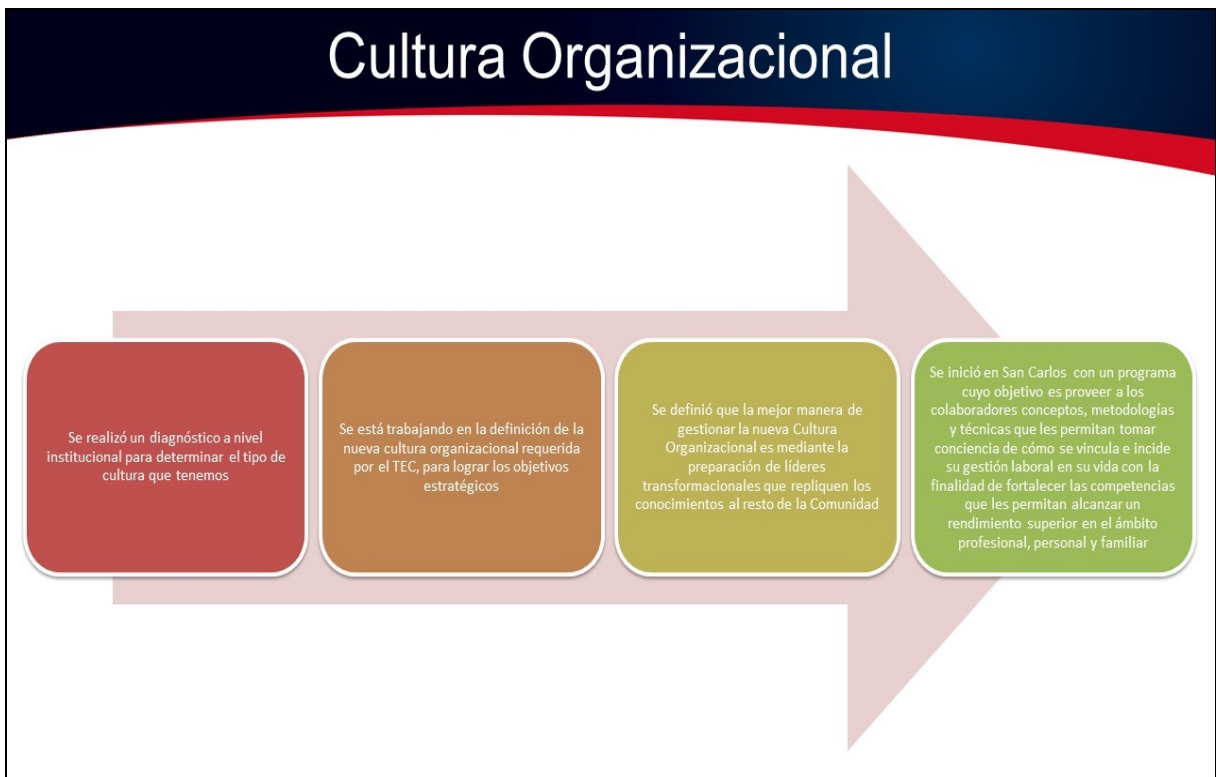 Cultura Organizacional
Se realizó un diagnóstico a nivel
institucional para determinar el tipo de
cultura que tenemos
Se está trabajando en la definición de la
nueva cultura organizacional requerida
por el TEC, para lograr los objetivos
estratégicos
Se definió que la mejor manera de
gestionar la nueva Cultura
Organizacional es mediante la
preparación de líderes
transformacionales que repliquen los
conocimientos al resto de la Comunidad
Se inició en San Carlos con un programa
cuyo objetivo es proveer a los
colaboradores conceptos, metodologías
y técnicas que les permitan tomar
conciencia de cómo se vincula e incide
su gestión laboral en su vida con la
finalidad de fortalecer las competencias
que les permitan alcanzar un
rendimiento superior en el ámbito
profesional, personal y familiar